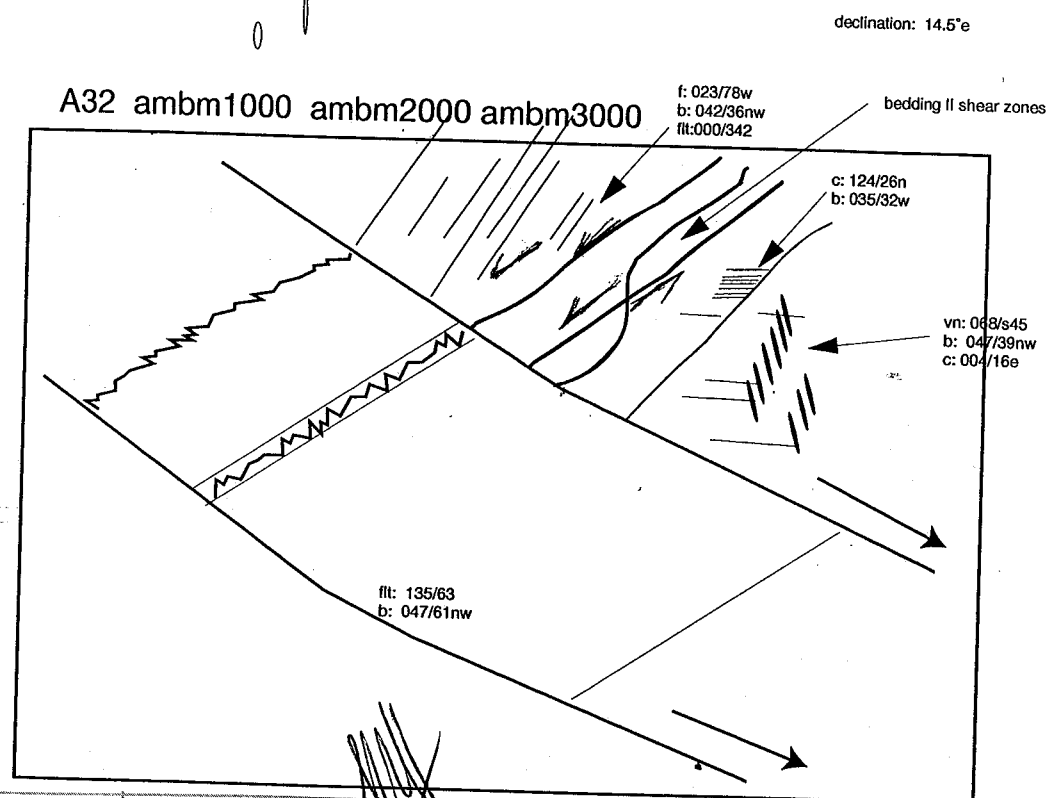 declination: 14.5°e
A32 ambm1000 ambm2000 ambm3000
f: 023/78w
b: 042/36nw
flt:000/342
bedding II shear zones
c: 124/26n
b: 035/32w
vn: 068/s45
b: 047/39nw
c: 004/16e
flt: 135/63
b: 047/61nw